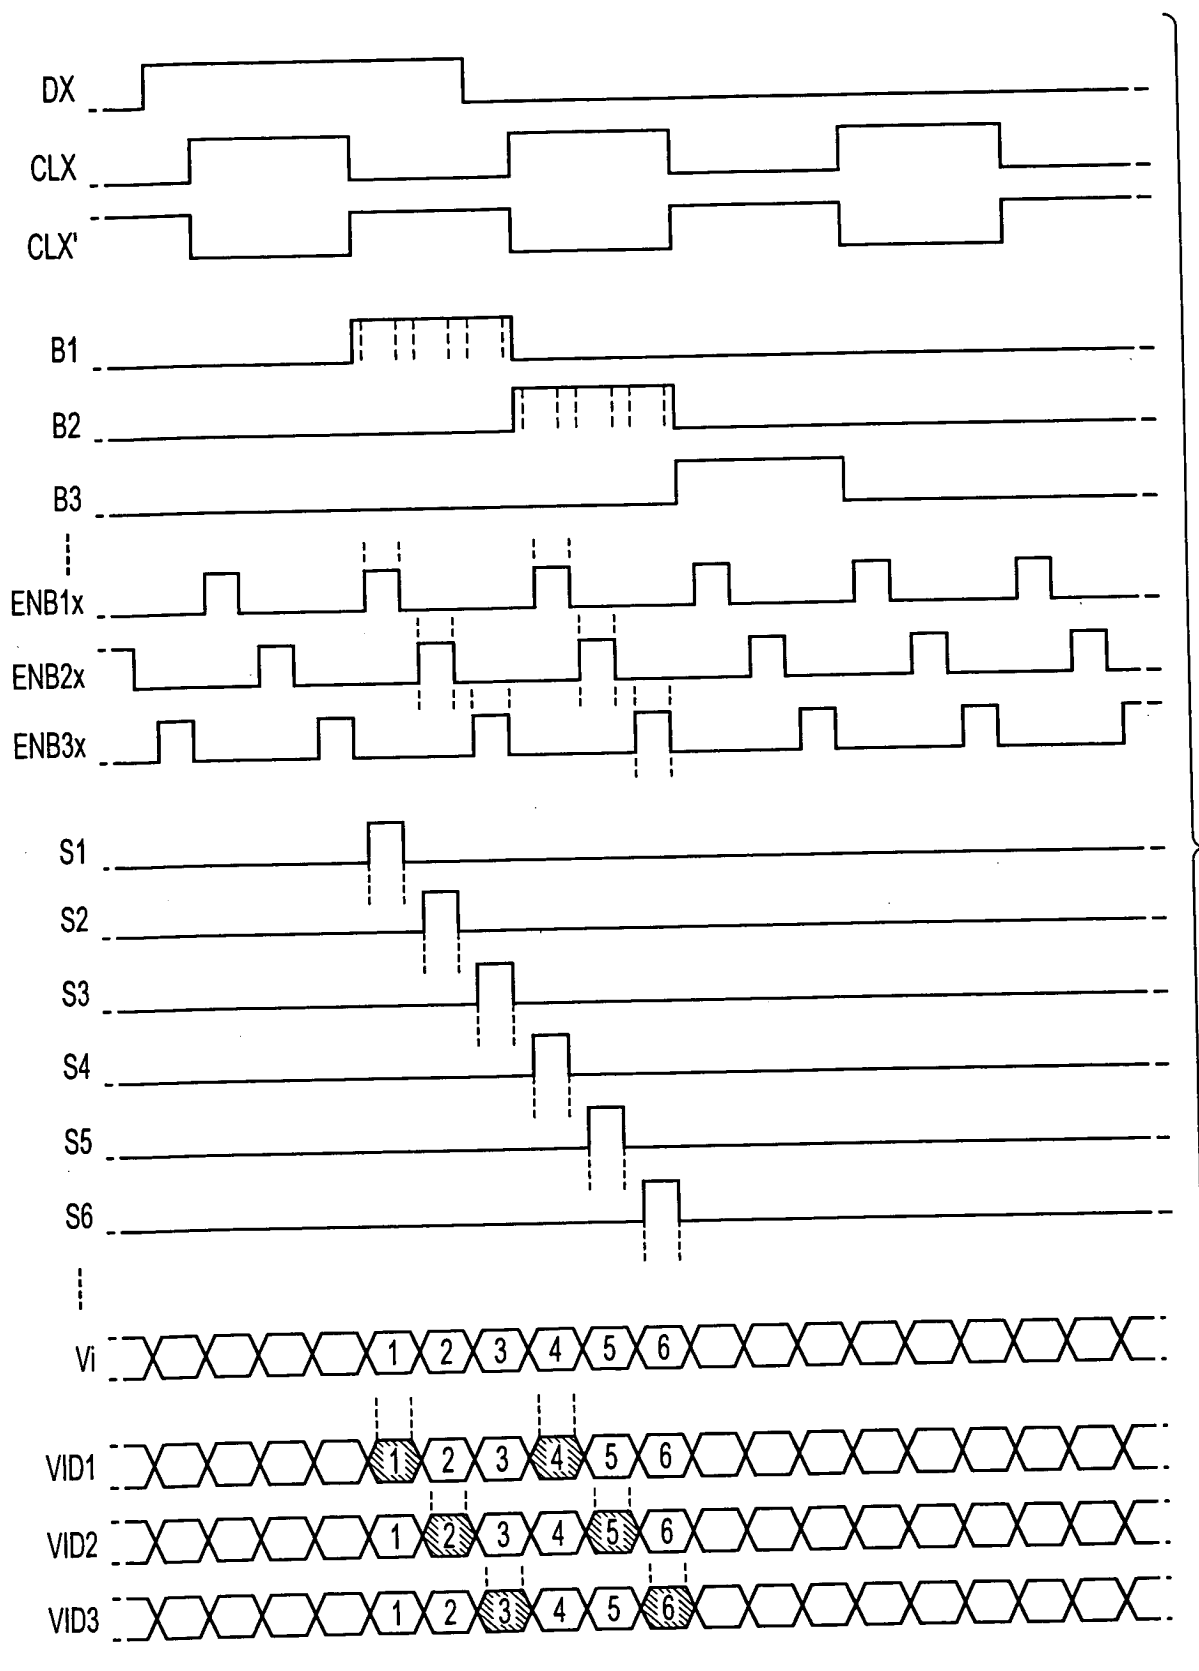 DX
CLX
CLX'
B1
B2
B3
ENB1x
ENB2x
ENB3x
S1
S2
S3
S4
S5
S6
Vi 1 2 3 4 5 6
VID1 1 2 3 4 5 6
VID2 1 2 3 4 5 6
VID3 1 2 3 4 5 6